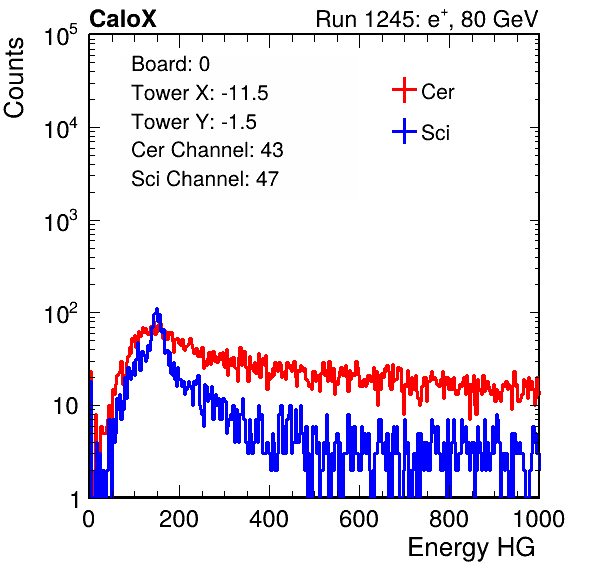 CaloX Run 1245: e⁺, 80 GeV
Counts
Board: 0
Tower X: -11.5
Tower Y: -1.5
Cer Channel: 43
Sci Channel: 47
Cer
Sci
10⁵
10⁴
10³
10²
10
1
0 200 400 600 800 1000
Energy HG